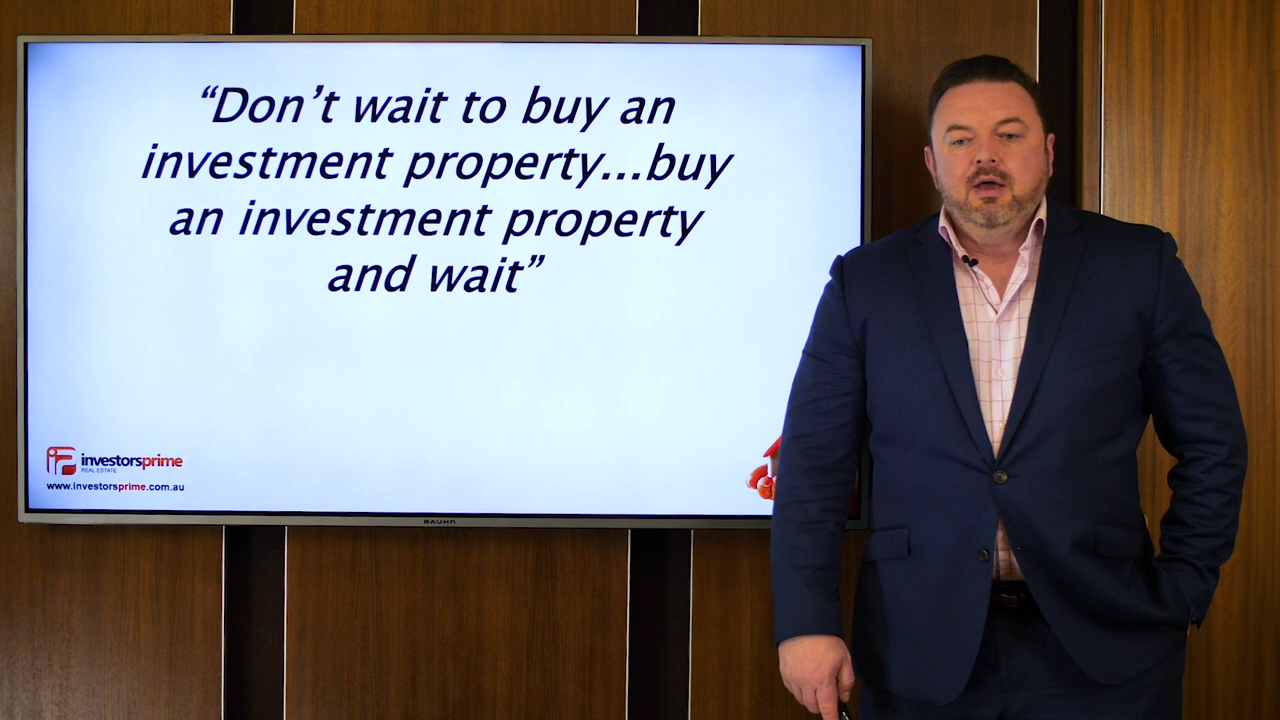 “Don’t wait to buy an
investment property...buy
an investment property
and wait”
investorsprime
REAL ESTATE
www.investorsprime.com.au
BAUHN